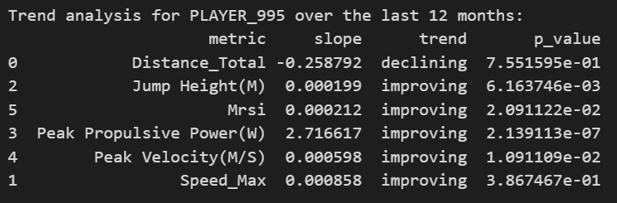 Trend analysis for PLAYER_995 over the last 12 months:
metric slope trend p_value
0 Distance_Total -0.258792 declining 7.551595e-01
2 Jump Height(M) 0.000199 improving 6.163746e-03
5 Mrsi 0.000212 improving 2.091122e-02
3 Peak Propulsive Power(W) 2.716617 improving 2.139113e-07
4 Peak Velocity(M/S) 0.000598 improving 1.091109e-02
1 Speed_Max 0.000858 improving 3.867467e-01